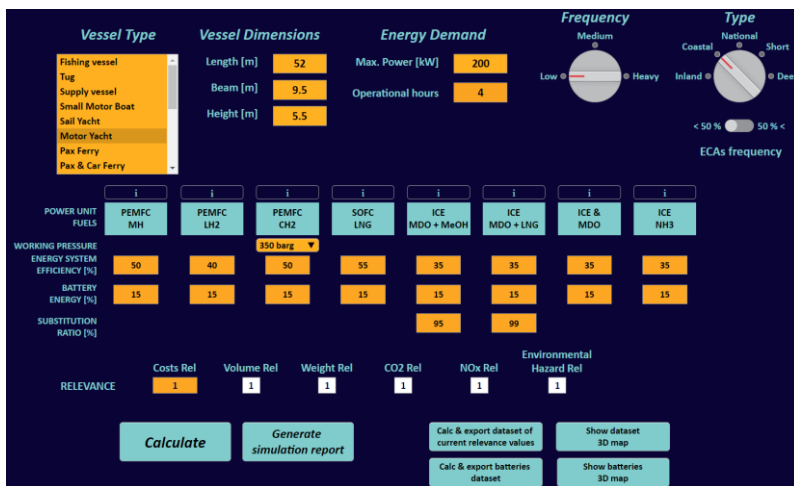 Vessel Type
Vessel Dimensions
Energy Demand
Frequency
Type
Fishing vessel
Tug
Supply vessel
Small Motor Boat
Sail Yacht
Motor Yacht
Pax Ferry
Pax & Car Ferry
Length [m] 52
Beam [m] 9.5
Height [m] 5.5
Max. Power [kW] 200
Operational hours 4
Medium
Low
Heavy
National
Coastal
Short
Inland
Dee
< 50 % 50 % <
ECAs frequency
i i i i i i i i
POWER UNIT PEMFC PEMFC PEMFC SOFC ICE ICE ICE & ICE
FUELS MH LH2 CH2 LNG MDO + MeOH MDO + LNG MDO NH3
WORKING PRESSURE 350 barg ▼
ENERGY SYSTEM
EFFICIENCY [%] 50 40 50 55 35 35 35 35
BATTERY
ENERGY [%] 15 15 15 15 15 15 15 15
SUBSTITUTION
RATIO [%] 95 99
Costs Rel Volume Rel Weight Rel CO2 Rel NOx Rel Environmental
Hazard Rel
RELEVANCE 1 1 1 1 1 1
Calculate
Generate
simulation report
Calc & export dataset of
current relevance values
Show dataset
3D map
Calc & export batteries
dataset
Show batteries
3D map